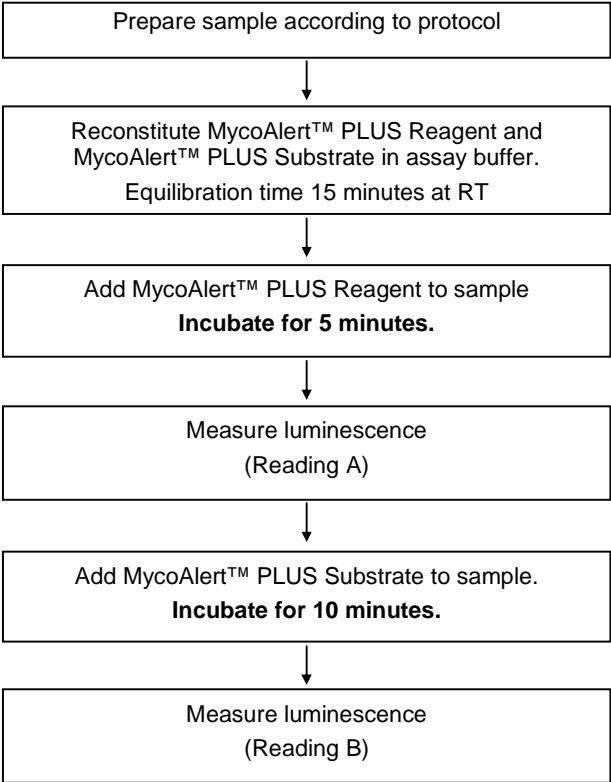 Prepare sample according to protocol
Reconstitute MycoAlert™ PLUS Reagent and
MycoAlert™ PLUS Substrate in assay buffer.
Equilibration time 15 minutes at RT
Add MycoAlert™ PLUS Reagent to sample
Incubate for 5 minutes.
Measure luminescence
(Reading A)
Add MycoAlert™ PLUS Substrate to sample.
Incubate for 10 minutes.
Measure luminescence
(Reading B)